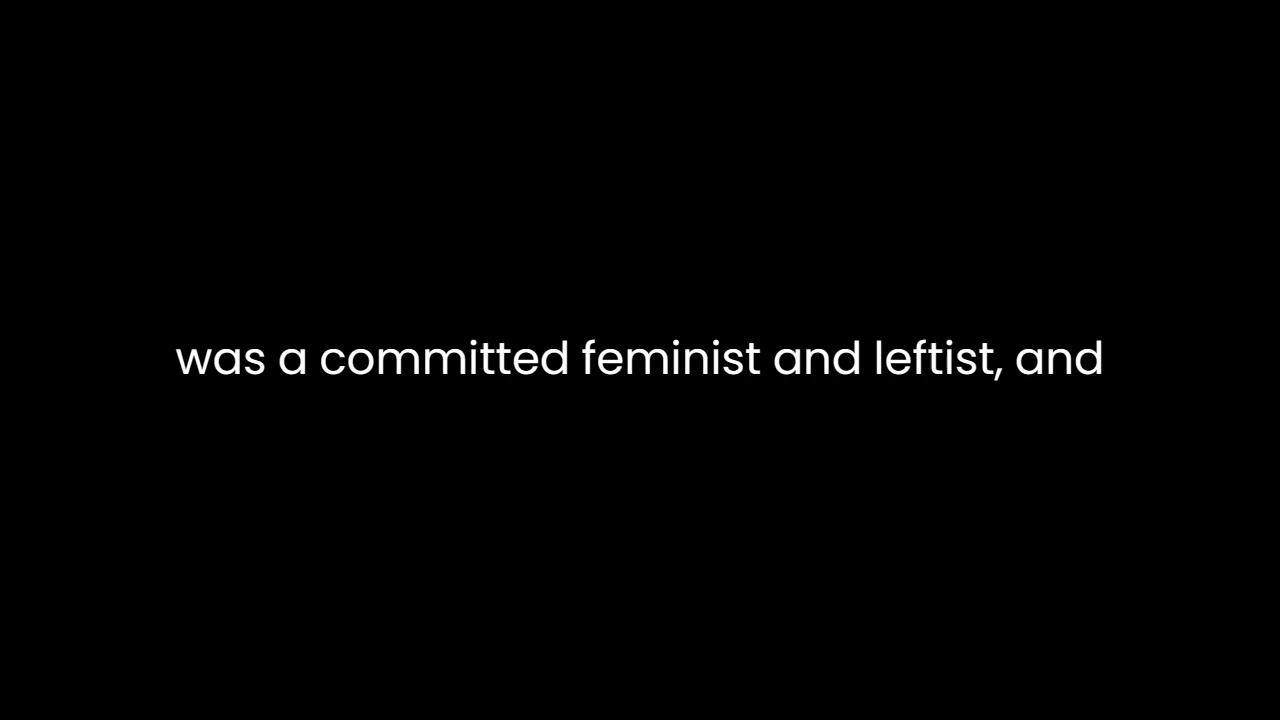 was a committed feminist and leftist, and